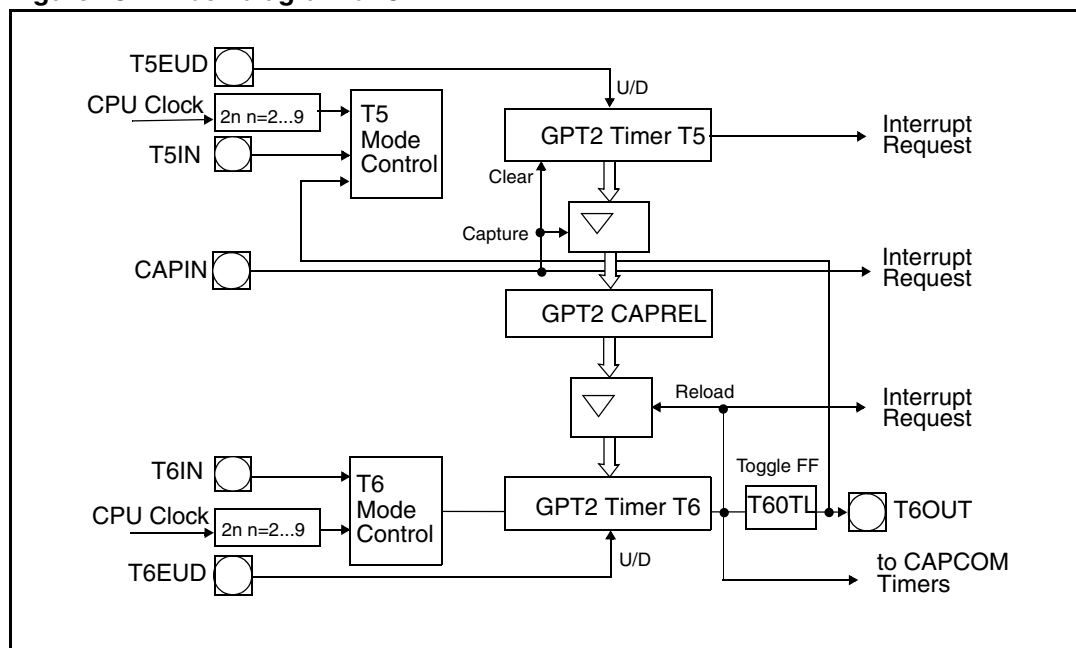 T5EUD
U/D
CPU Clock
2n n=2...9
T5
Mode
Control
GPT2 Timer T5
Interrupt
Request
T5IN
Clear
Capture
CAPIN
Interrupt
Request
GPT2 CAPREL
Reload
Interrupt
Request
T6IN
T6
Mode
Control
Toggle FF
GPT2 Timer T6
T60TL
T6OUT
CPU Clock
2n n=2...9
T6EUD
U/D
to CAPCOM
Timers